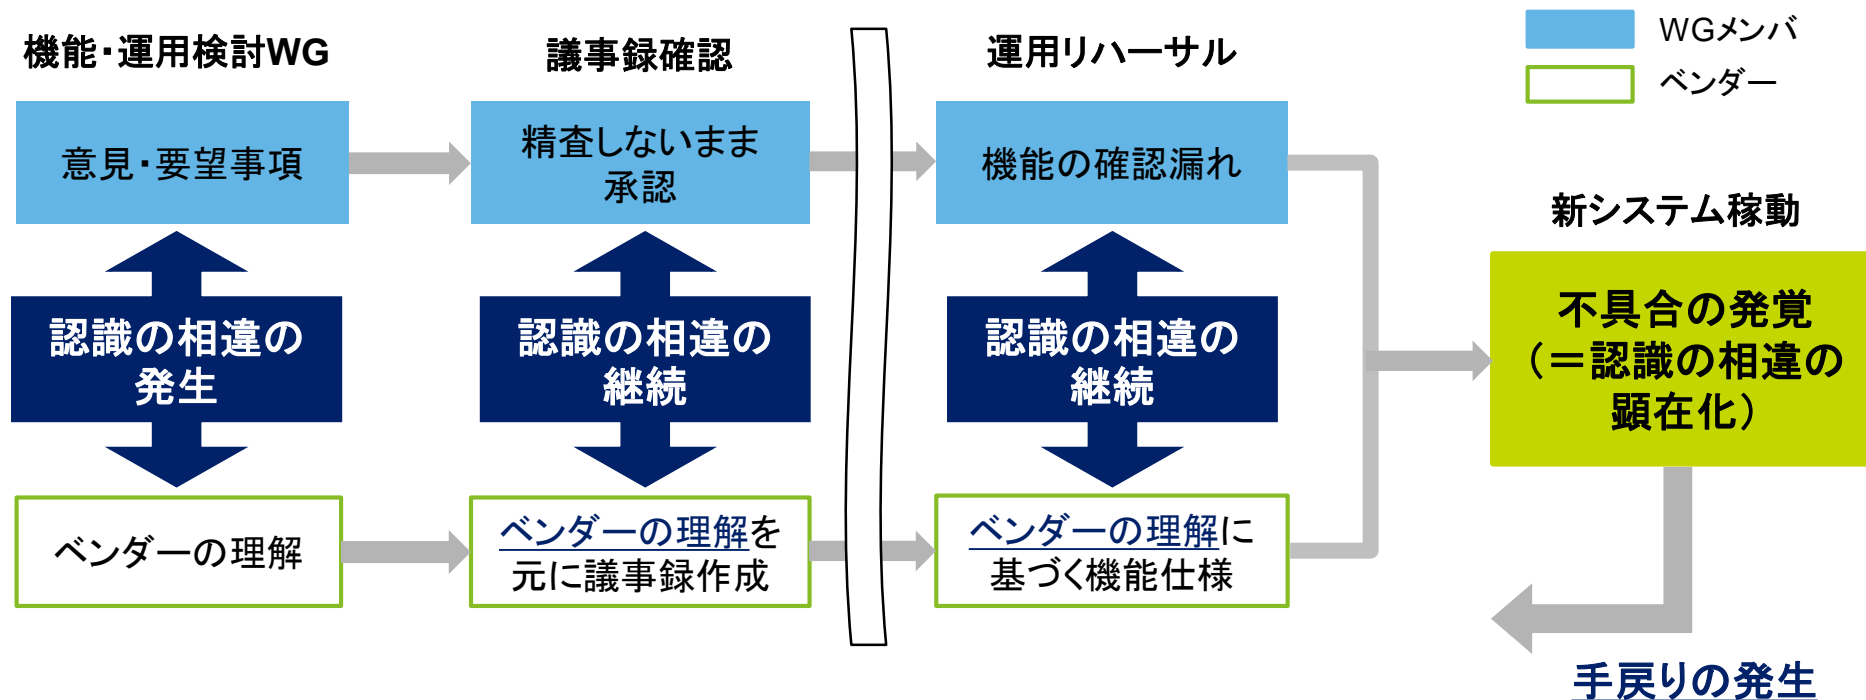 機能・運用検討WG
議事録確認
運用リハーサル
WGメンバ
ベンダー
意見・要望事項
精査しないまま
承認
機能の確認漏れ
新システム稼動
認識の相違の
発生
認識の相違の
継続
認識の相違の
継続
不具合の発覚
（＝認識の相違の
顕在化）
ベンダーの理解
ベンダーの理解を
元に議事録作成
ベンダーの理解に
基づく機能仕様
手戻りの発生